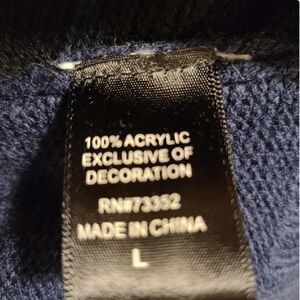 100% ACRYLIC
EXCLUSIVE OF
DECORATION
RN#73352
MADE IN CHINA
L